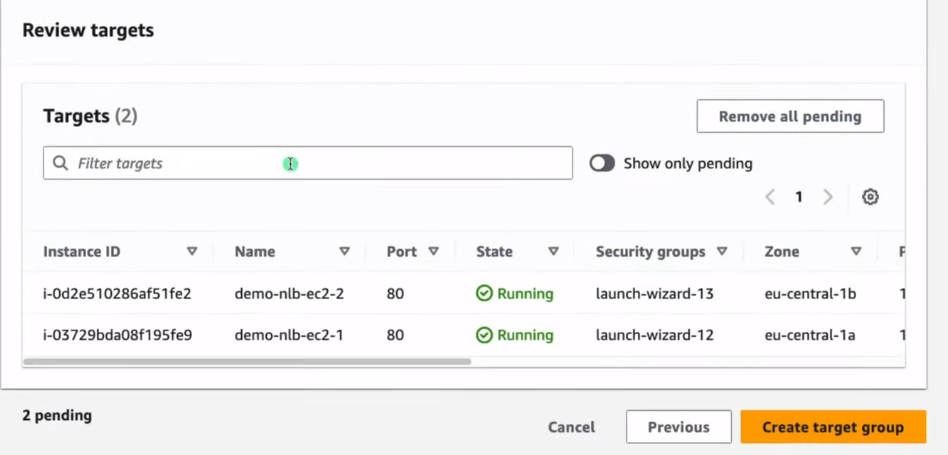 Review targets
Targets (2)
Remove all pending
Filter targets
Show only pending
1
Instance ID Name Port State Security groups Zone
i-0d2e510286af51fe2 demo-nlb-ec2-2 80 Running launch-wizard-13 eu-central-1b
i-03729bda08f195fe9 demo-nlb-ec2-1 80 Running launch-wizard-12 eu-central-1a
2 pending
Cancel Previous Create target group